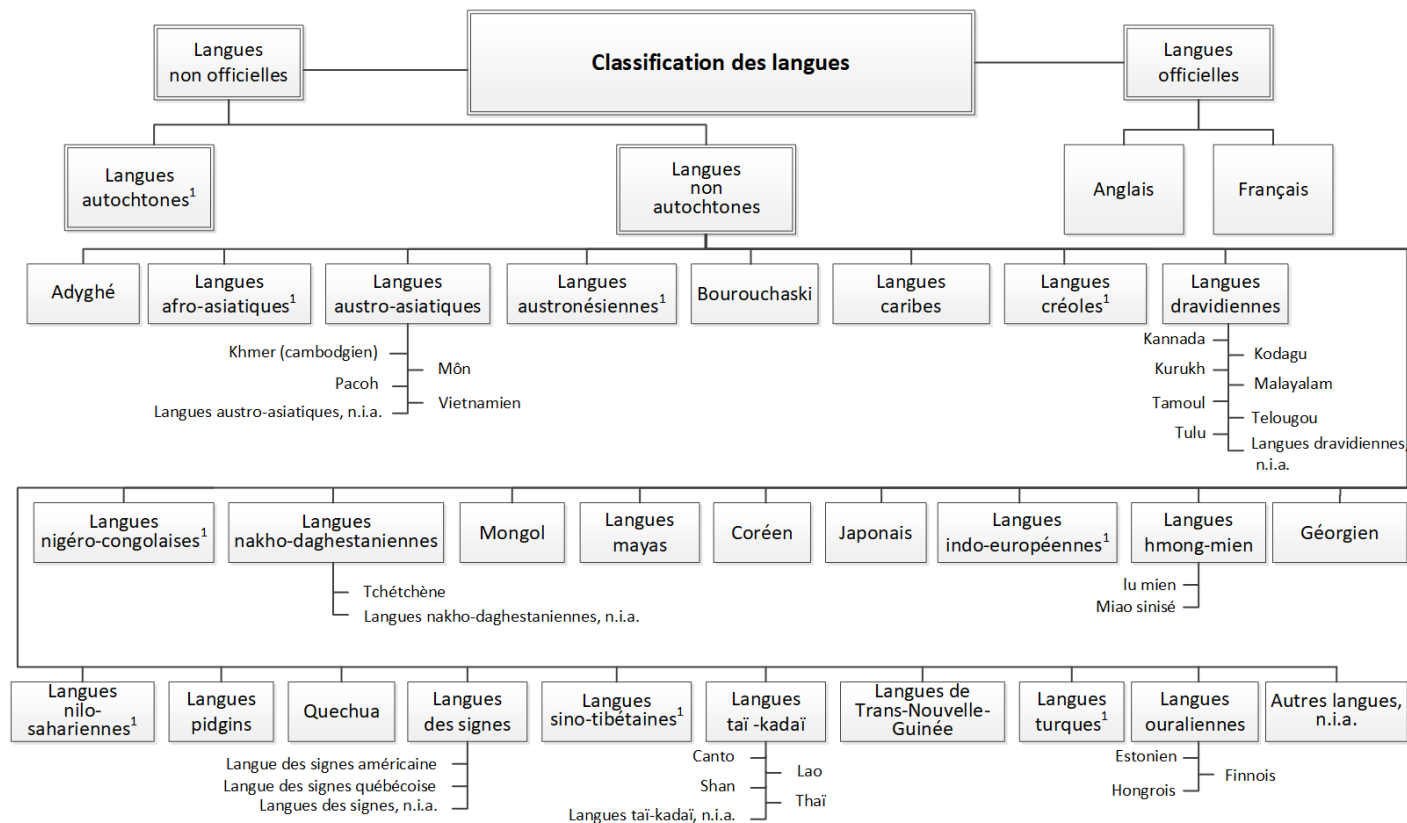 Classification des langues
Langues
non officielles
Langues
officielles
Langues
autochtones1
Langues
non
autochtones
Anglais
Français
Adyghé
Langues
afro-asiatiques1
Langues
austro-asiatiques
Langues
austronésiennes1
Bourouchaski
Langues
caribes
Langues
créoles1
Langues
dravidiennes
Khmer (cambodgien)
Môn
Pacoh
Vietnamien
Langues austro-asiatiques, n.i.a.
Kannada
Kodagu
Kurukh
Malayalam
Tamoul
Telougou
Tulu
Langues dravidiennes,
n.i.a.
Langues
nigéro-congolaises1
Langues
nakho-daghestaniennes
Mongol
Langues
mayas
Coréen
Japonais
Langues
indo-européennes1
Langues
hmong-mien
Géorgien
Tchétchène
Langues nakho-daghestaniennes, n.i.a.
Iu mien
Miao sinisé
Langues
nilo-
sahariennes1
Langues
pidgins
Quechua
Langues
des signes
Langues
sino-tibétaines1
Langues
taï -kadaï
Langues de
Trans-Nouvelle-
Guinée
Langues
turques1
Langues
ouraliennes
Autres langues,
n.i.a.
Langue des signes américaine
Langue des signes québécoise
Langues des signes, n.i.a.
Canto
Lao
Shan
Thaï
Langues taï-kadaï, n.i.a.
Estonien
Finnois
Hongrois